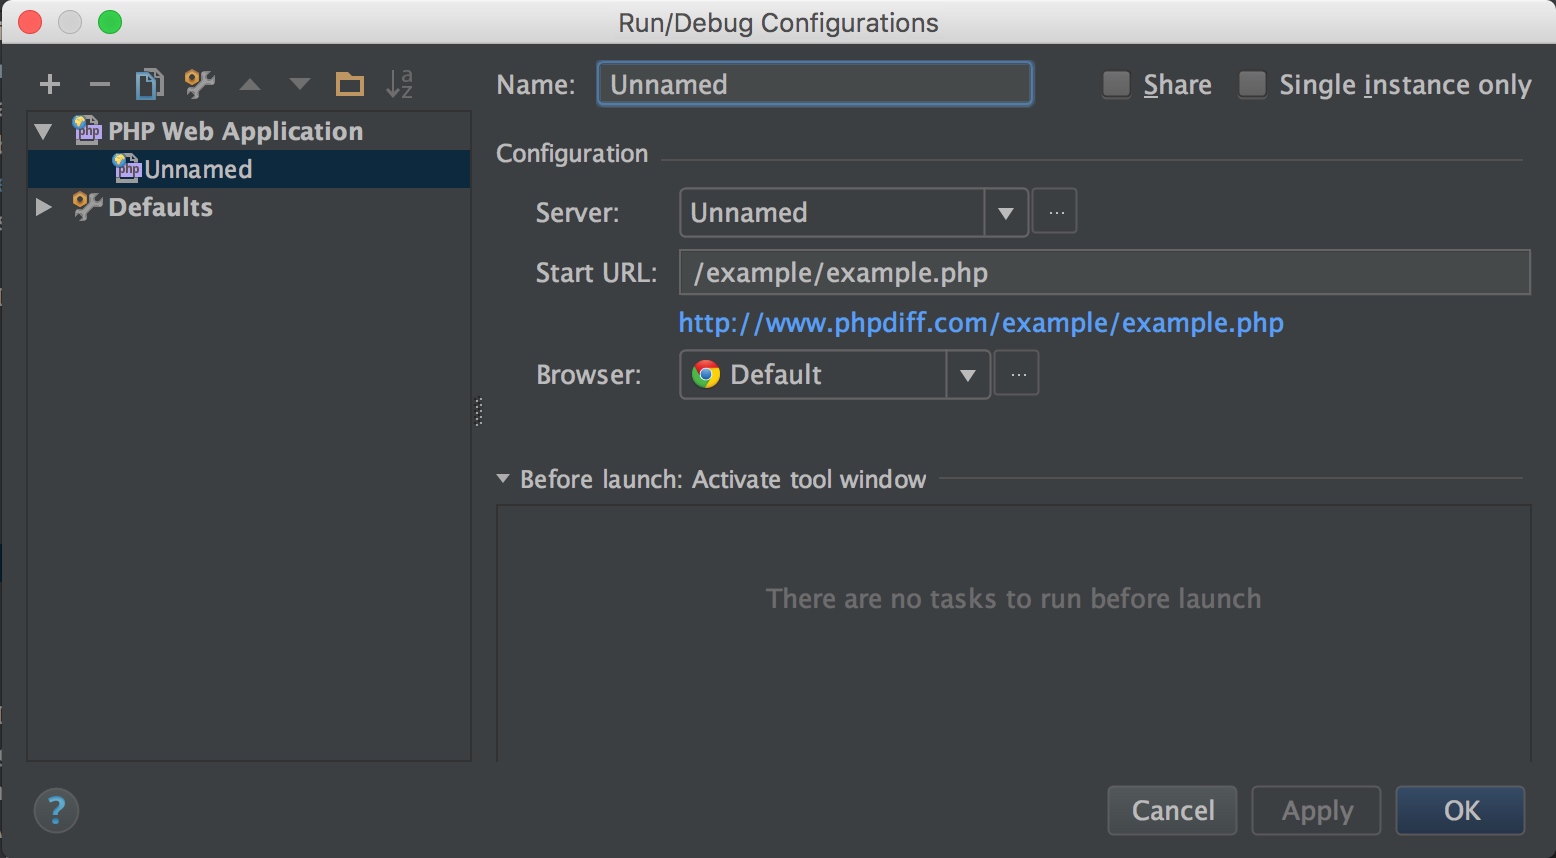 Run/Debug Configurations
Name: Unnamed
Share
Single instance only
PHP Web Application
Unnamed
Defaults
Configuration
Server: Unnamed ...
Start URL: /example/example.php
http://www.phpdiff.com/example/example.php
Browser: Default ...
Before launch: Activate tool window
There are no tasks to run before launch
?
Cancel
Apply
OK